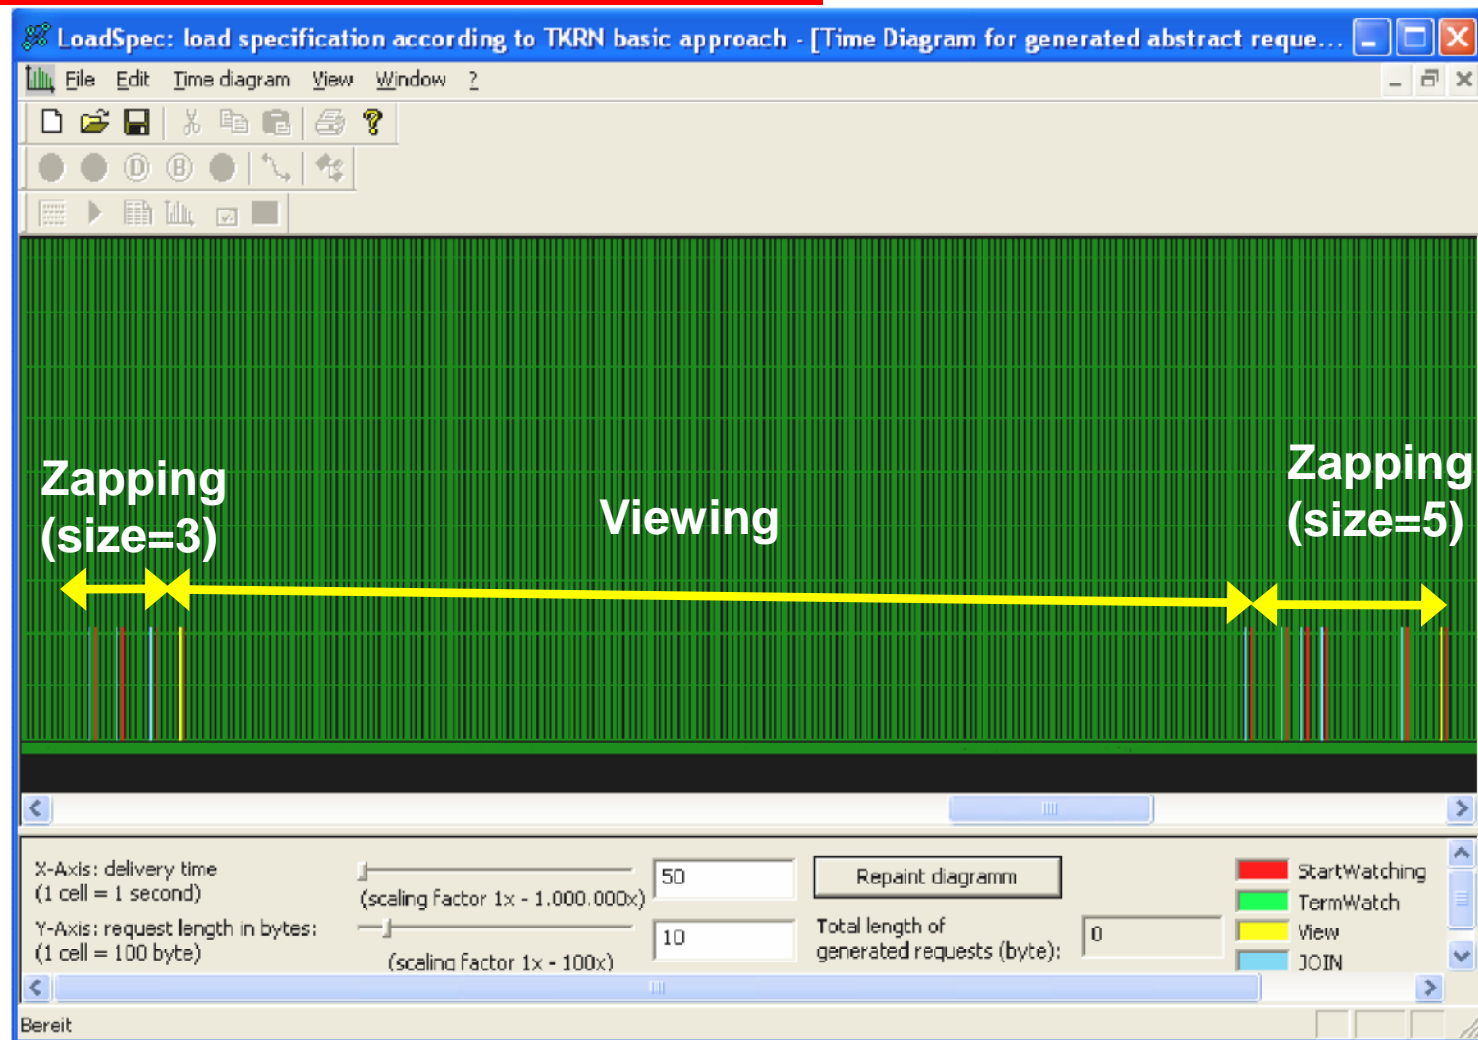 LoadSpec: load specification according to TKRN basic approach - [Time Diagram for generated abstract reque...
File Edit Time diagram View Window ?
D B
Zapping
(size=3)
Viewing
Zapping
(size=5)
X-Axis: delivery time
(1 cell = 1 second)
(scaling factor 1x - 1.000.000x)
50
Y-Axis: request length in bytes:
(1 cell = 100 byte)
(scaling factor 1x - 100x)
10
Repaint diagramm
Total length of
generated requests (byte):
0
StartWatching
TermWatch
View
JOIN
Bereit